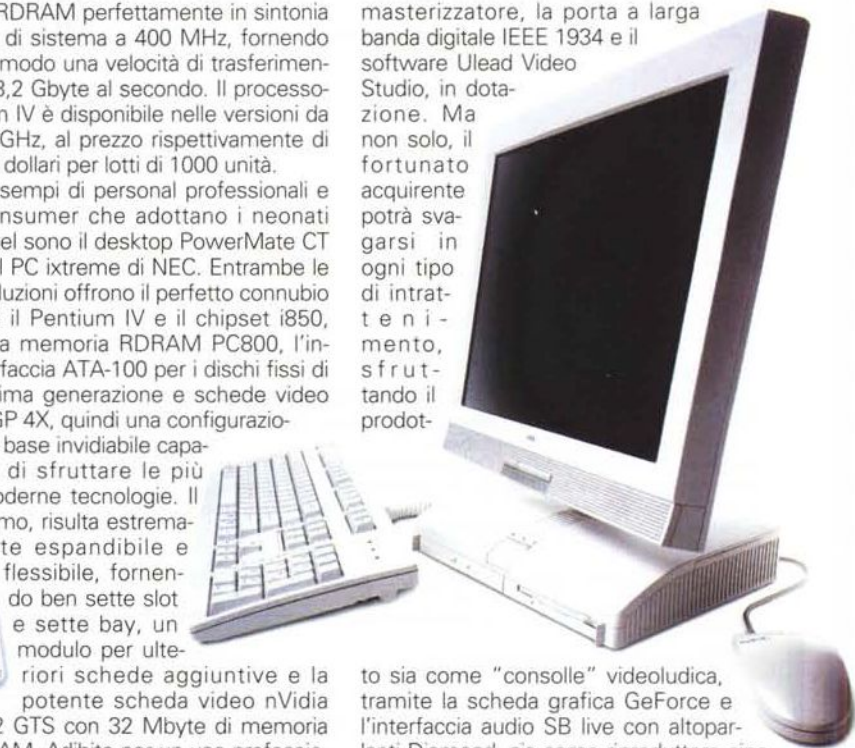 RDRAM perfettamente in sintonia
di sistema a 400 MHz, fornendo
modo una velocità di trasferimen-
3,2 Gbyte al secondo. Il processo-
IV è disponibile nelle versioni da
GHz, al prezzo rispettivamente di
dollari per lotti di 1000 unità.
sempi di personal professionali e
nsumer che adottano i neonati
el sono il desktop PowerMate CT
l PC ixtreme di NEC. Entrambe le
luzioni offrono il perfetto connubio
il Pentium IV e il chipset i850,
a memoria RDRAM PC800, l'in-
faccia ATA-100 per i dischi fissi di
ima generazione e schede video
GP 4X, quindi una configurazio-
base invidiabile capa-
di sfruttare le più
oderne tecnologie. Il
mo, risulta estrema-
te espandibile e
flessibile, fornen-
do ben sette slot
e sette bay, un
modulo per ulte-
riori schede aggiuntive e la
potente scheda video nVidia
2 GTS con 32 Mbyte di memoria
masterizzatore, la porta a larga
banda digitale IEEE 1934 e il
software Ulead Video
Studio, in dota-
zione. Ma
non solo, il
fortunato
acquirente
potrà sva-
garsi in
ogni tipo
di intrat-
teni-
mento,
sfrut-
tando il
prodot-
to sia come "consolle" videoludica,
tramite la scheda grafica GeForce e
l'interfaccia audio SB live con altopar-